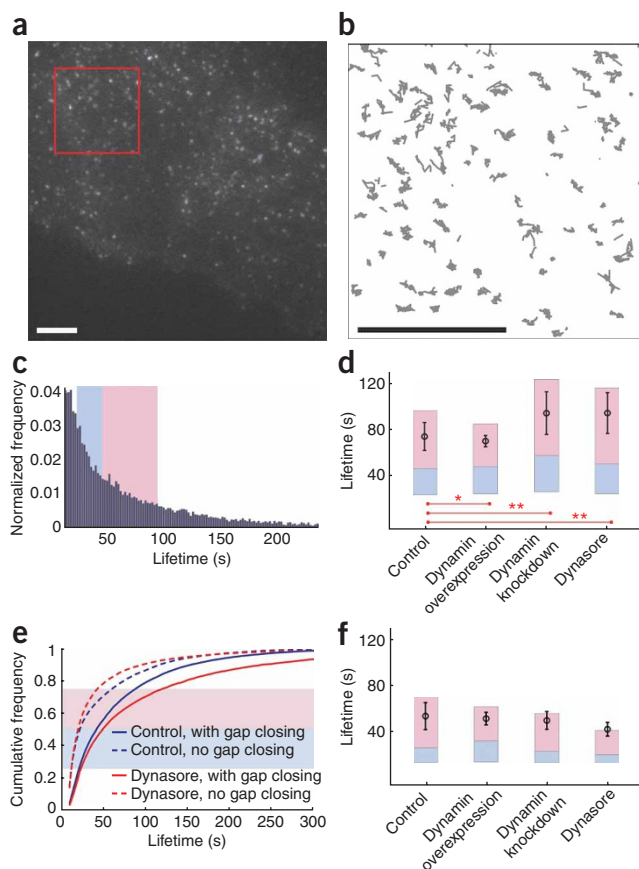 a
b
c
0.04
0.03
0.02
0.01
0
Normalized frequency
50
100
150
200
Lifetime (s)
d
120
80
40
Lifetime (s)
*
**
**
Control
Dynamin
overexpression
Dynamin
knockdown
Dynasore
e
1
0.8
0.6
0.4
0.2
0
Cumulative frequency
Control, with gap closing
Control, no gap closing
Dynasore, with gap closing
Dynasore, no gap closing
0
50
100
150
200
250
300
Lifetime (s)
f
120
80
40
Lifetime (s)
Control
Dynamin
overexpression
Dynamin
knockdown
Dynasore